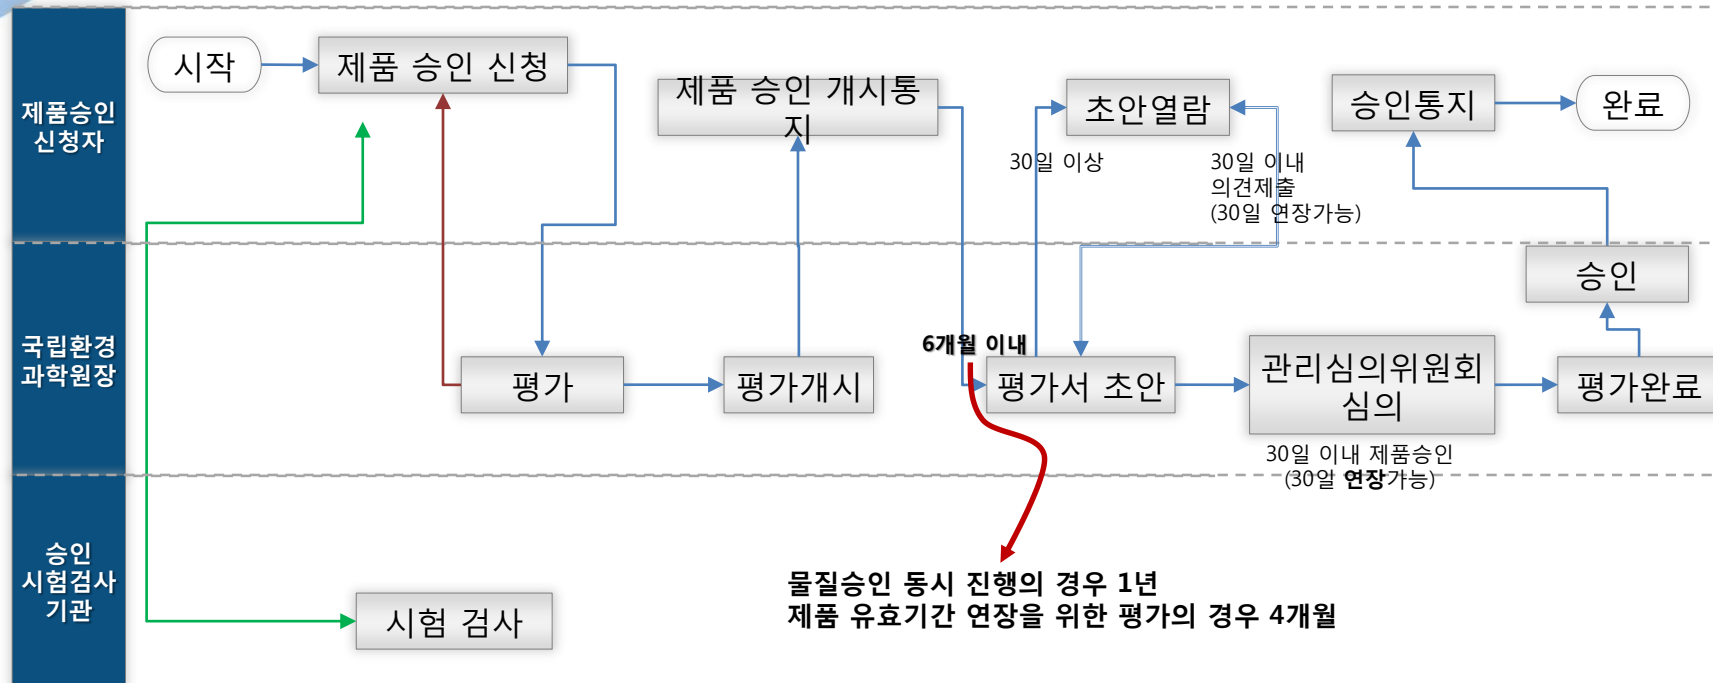 제품승인
신청자
시작
제품 승인 신청
제품 승인 개시통
지
초안열람
승인통지
완료
30일 이상
30일 이내
의견제출
(30일 연장가능)
국립환경
과학원장
승인
6개월 이내
평가
평가개시
평가서 초안
관리심의위원회
심의
평가완료
30일 이내 제품승인
(30일 연장가능)
승인
시험검사
기관
시험 검사
물질승인 동시 진행의 경우 1년
제품 유효기간 연장을 위한 평가의 경우 4개월